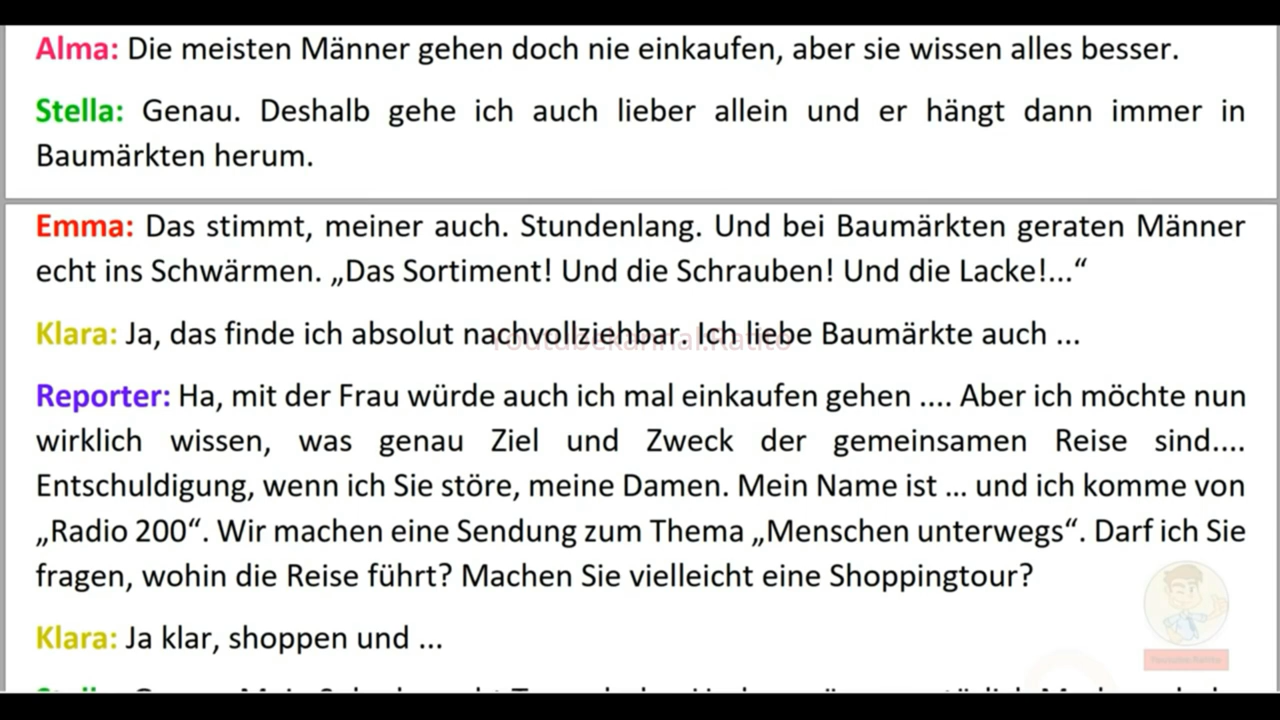 Alma: Die meisten Männer gehen doch nie einkaufen, aber sie wissen alles besser.
Stella: Genau. Deshalb gehe ich auch lieber allein und er hängt dann immer in
Baumärkten herum.
Emma: Das stimmt, meiner auch. Stundenlang. Und bei Baumärkten geraten Männer
echt ins Schwärmen. „Das Sortiment! Und die Schrauben! Und die Lacke!...“
Klara: Ja, das finde ich absolut nachvollziehbar. Ich liebe Baumärkte auch ...
Reporter: Ha, mit der Frau würde auch ich mal einkaufen gehen .... Aber ich möchte nun
wirklich wissen, was genau Ziel und Zweck der gemeinsamen Reise sind....
Entschuldigung, wenn ich Sie störe, meine Damen. Mein Name ist ... und ich komme von
„Radio 200“. Wir machen eine Sendung zum Thema „Menschen unterwegs“. Darf ich Sie
fragen, wohin die Reise führt? Machen Sie vielleicht eine Shoppingtour?
Klara: Ja klar, shoppen und ...